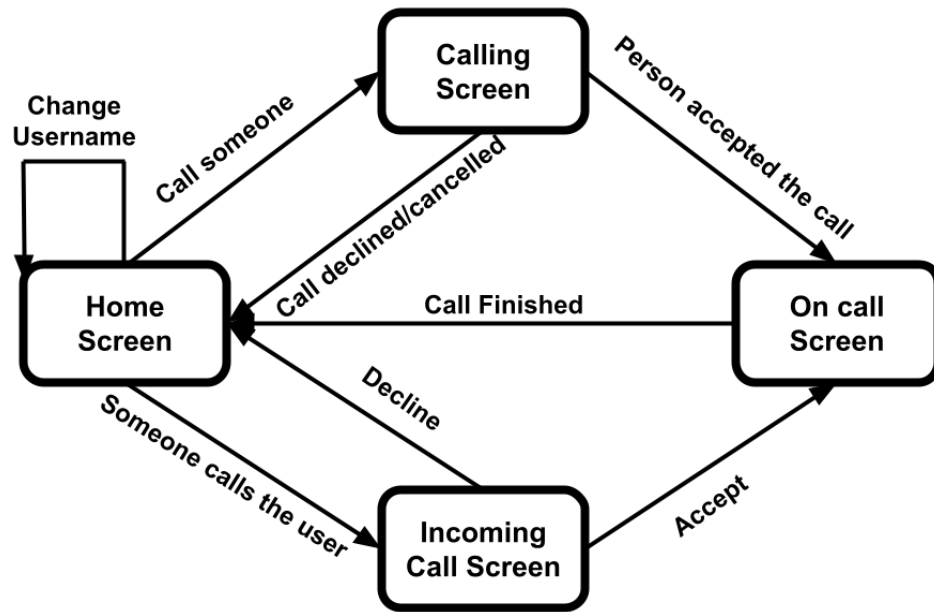 Calling
Screen
Change
Username
Call someone
Person accepted the call
Call declined/cancelled
Home
Screen
Call Finished
On call
Screen
Decline
Someone calls the user
Accept
Incoming
Call Screen